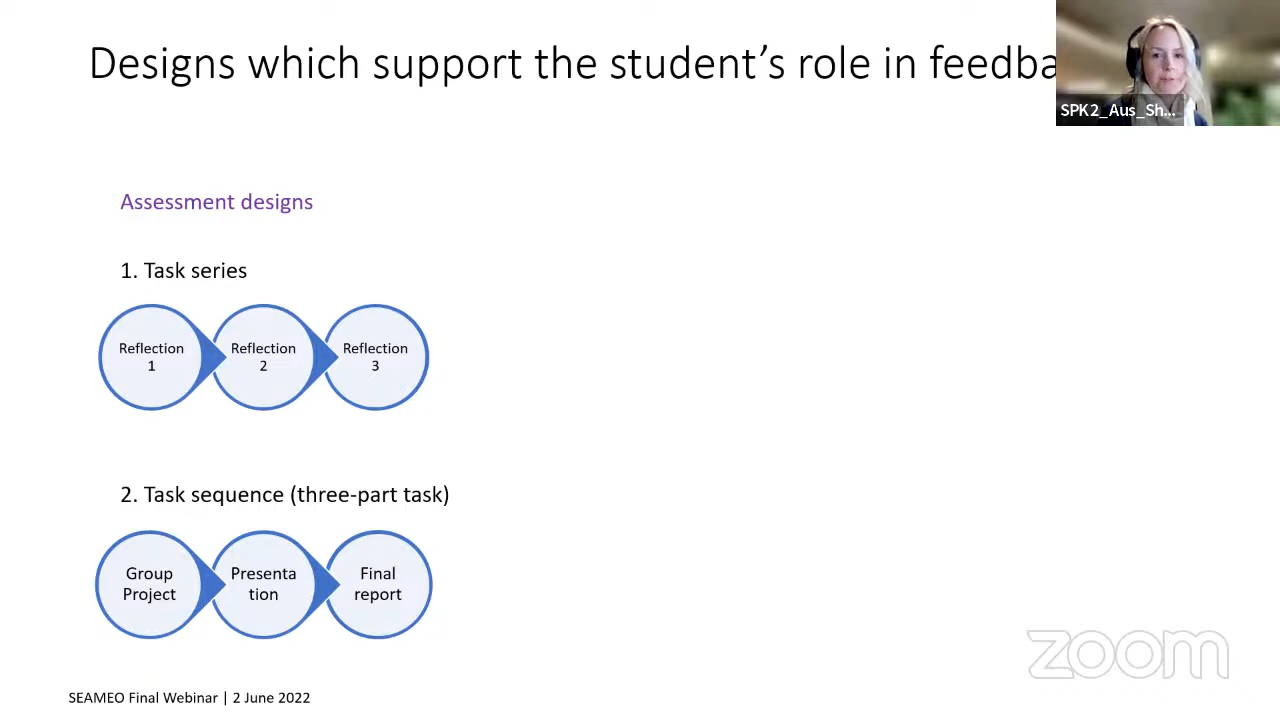 Designs which support the student's role in feedba
SPK2_Aus_Sh...
Assessment designs
1. Task series
Reflection
1
Reflection
2
Reflection
3
2. Task sequence (three-part task)
Group
Project
Presenta
tion
Final
report
zoom
SEAMEO Final Webinar | 2 June 2022